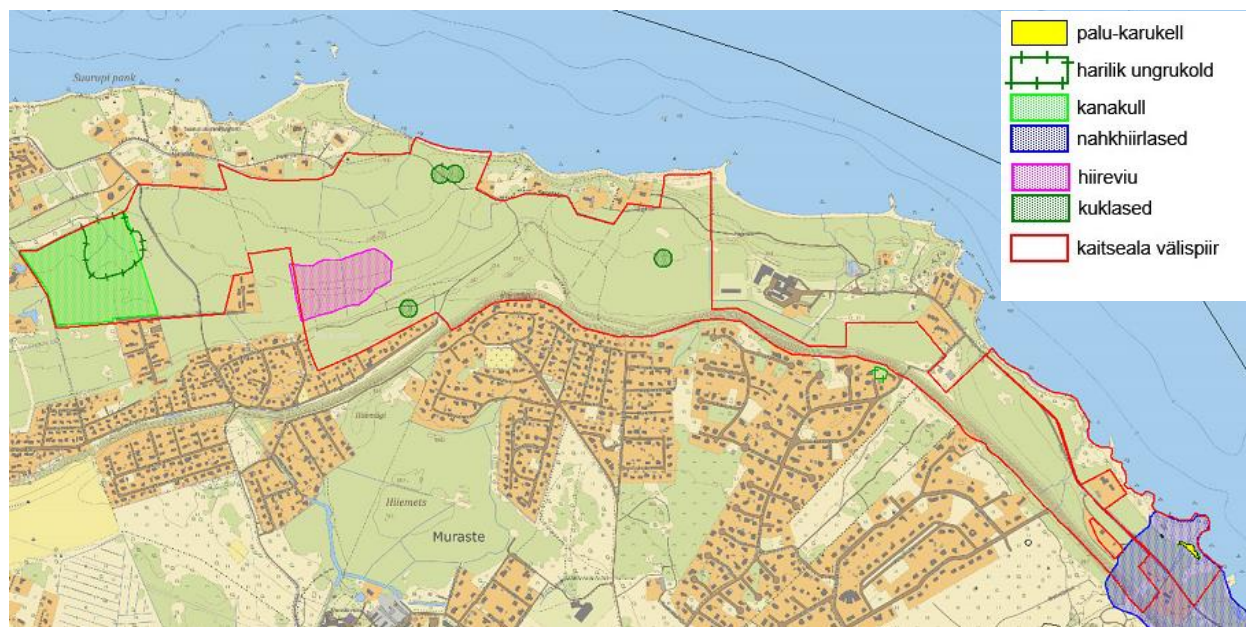 palu-karukell
harilik ungrukold
kanakull
nahkhiirlased
hiireviu
kuklased
kaitseala välispiir
Suurupi pank
Hiiemägi
Hiiemets
Muraste